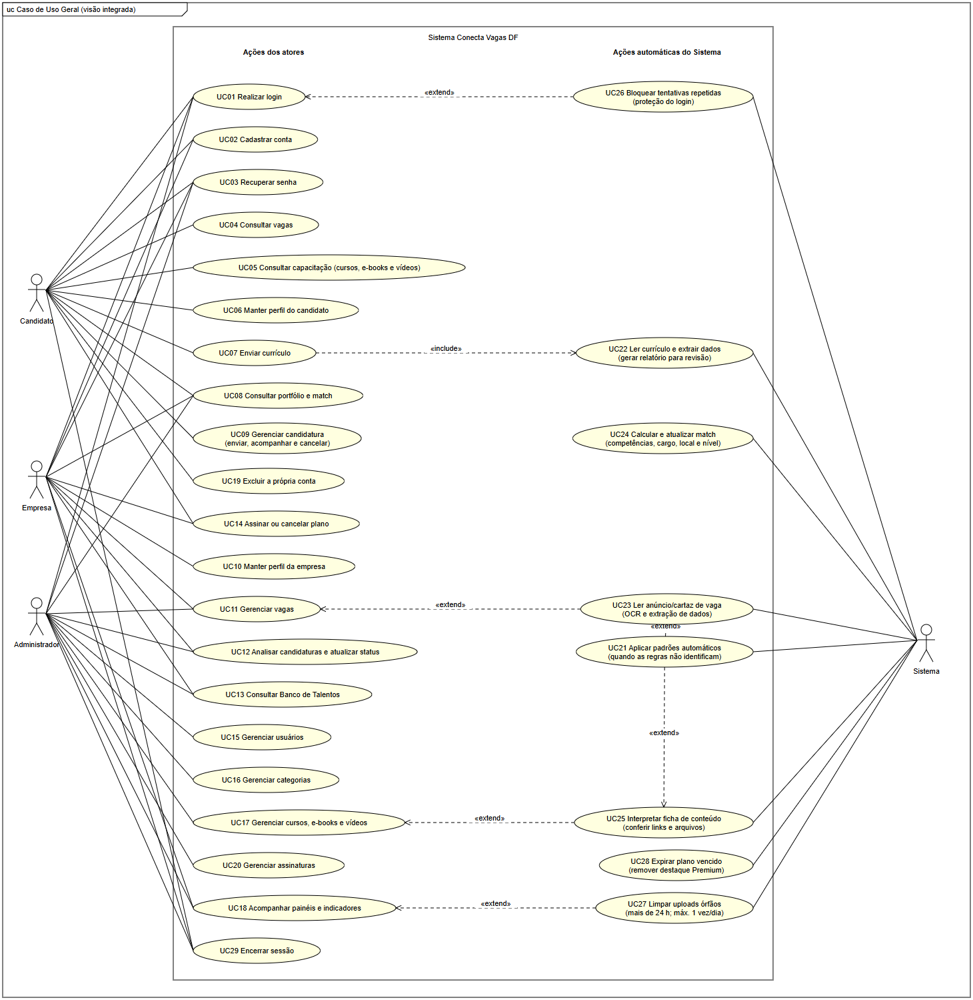 uc Caso de Uso Geral (visão integrada)
Sistema Conecta Vagas DF
Ações dos atores
Ações automáticas do Sistema
UC01 Realizar login
«extend»
UC26 Bloquear tentativas repetidas
(proteção do login)
UC02 Cadastrar conta
UC03 Recuperar senha
UC04 Consultar vagas
UC05 Consultar capacitação (cursos, e-books e vídeos)
Candidato
UC06 Manter perfil do candidato
UC07 Enviar currículo
«include»
UC22 Ler currículo e extrair dados
(gerar relatório para revisão)
UC08 Consultar portfólio e match
UC09 Gerenciar candidatura
(enviar, acompanhar e cancelar)
UC24 Calcular e atualizar match
(competências, cargo, local e nível)
UC19 Excluir a própria conta
Empresa
UC14 Assinar ou cancelar plano
UC10 Manter perfil da empresa
UC11 Gerenciar vagas
«extend»
UC23 Ler anúncio/cartaz de vaga
(OCR e extração de dados)
«extend»
Administrador
UC12 Analisar candidaturas e atualizar status
UC21 Aplicar padrões automáticos
(quando as regras não identificam)
Sistema
UC13 Consultar Banco de Talentos
UC15 Gerenciar usuários
«extend»
UC16 Gerenciar categorias
UC17 Gerenciar cursos, e-books e vídeos
«extend»
UC25 Interpretar ficha de conteúdo
(conferir links e arquivos)
UC20 Gerenciar assinaturas
UC28 Expirar plano vencido
(remover destaque Premium)
UC18 Acompanhar painéis e indicadores
«extend»
UC27 Limpar uploads órfãos
(mais de 24 h; máx. 1 vez/dia)
UC29 Encerrar sessão